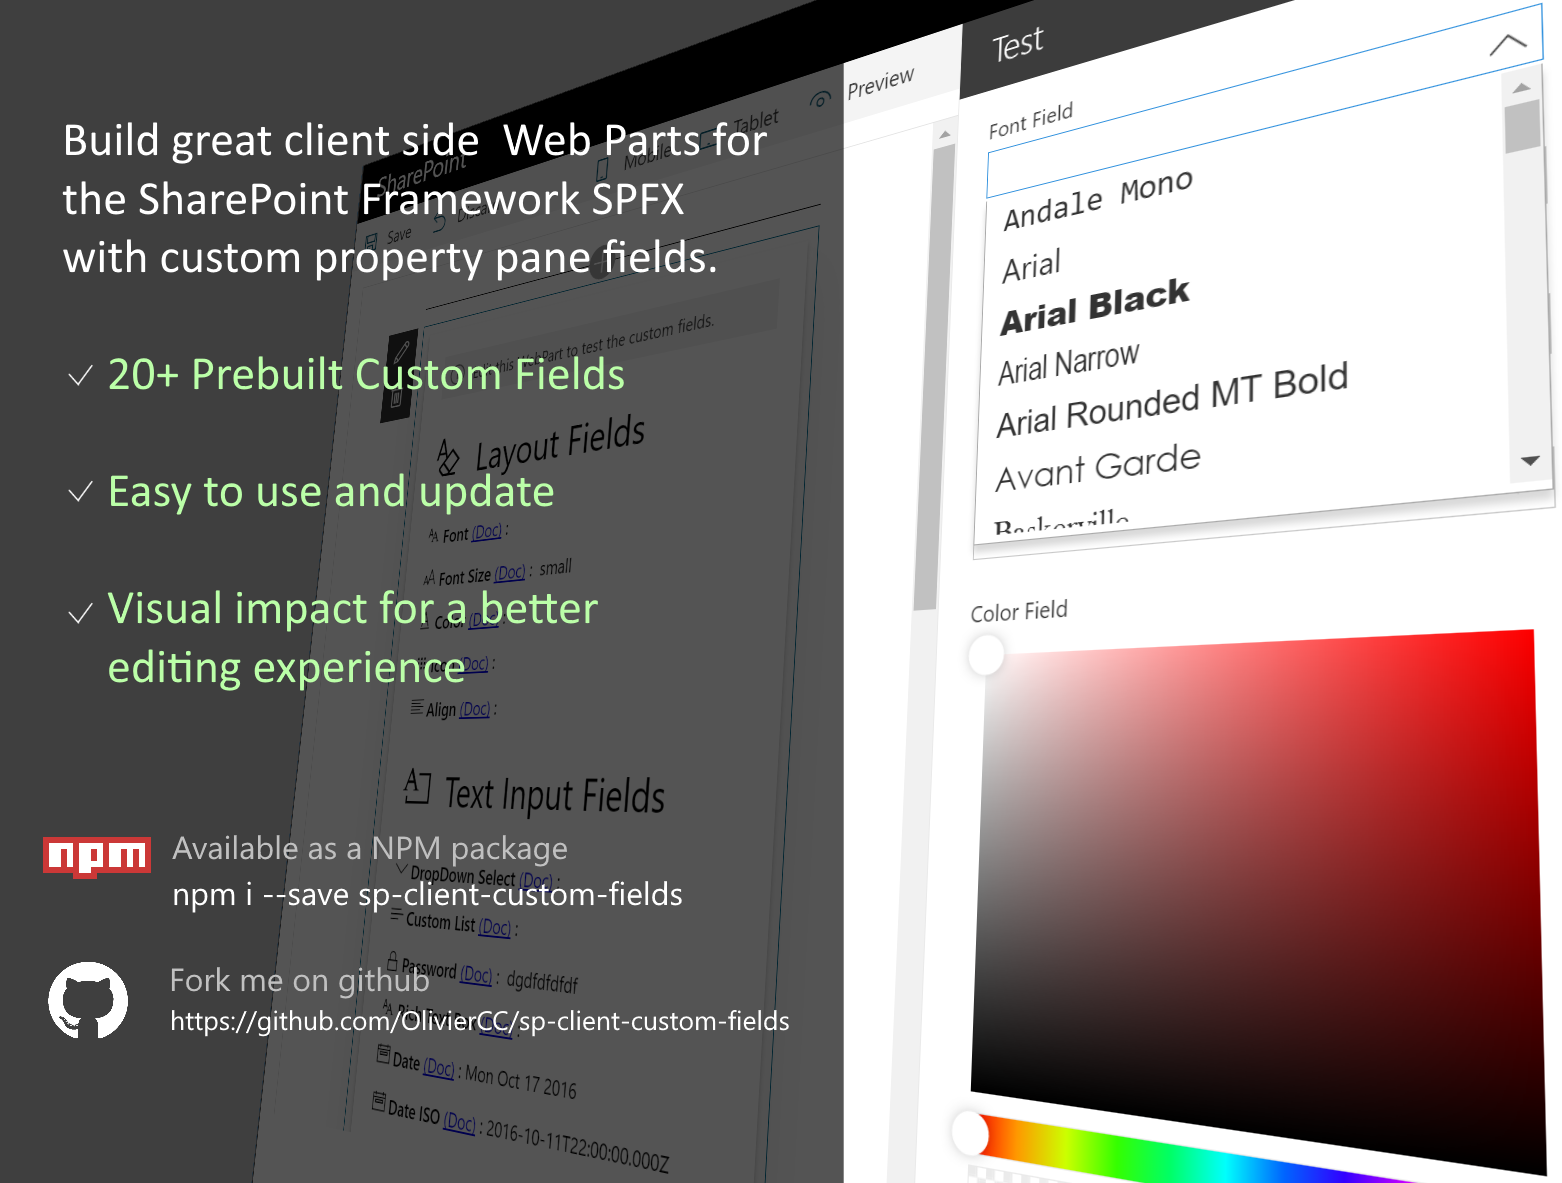 Build great client side Web Parts for
the SharePoint Framework SPFX
with custom property pane fields.
20+ Prebuilt Custom Fields
Easy to use and update
Visual impact for a better
editing experience
npm
Available as a NPM package
npm i --save sp-client-custom-fields
Fork me on github
https://github.com/OlivierCC/sp-client-custom-fields
SharePoint
Save
Mobile
Tablet
Preview
this WebPart to test the custom fields.
Layout Fields
Font (Doc) :
Font Size (Doc) : small
Color (Doc) :
Icon (Doc) :
Align (Doc) :
Text Input Fields
DropDown Select (Doc) :
Custom List (Doc) :
Password (Doc) : dgdfdfdfdf
(Doc) :
Date (Doc) : Mon Oct 17 2016
Date ISO (Doc) : 2016-10-11T22:00:00.000Z
Test
Font Field
Andale Mono
Arial
Arial Black
Arial Narrow
Arial Rounded MT Bold
Avant Garde
Baskerville
Color Field